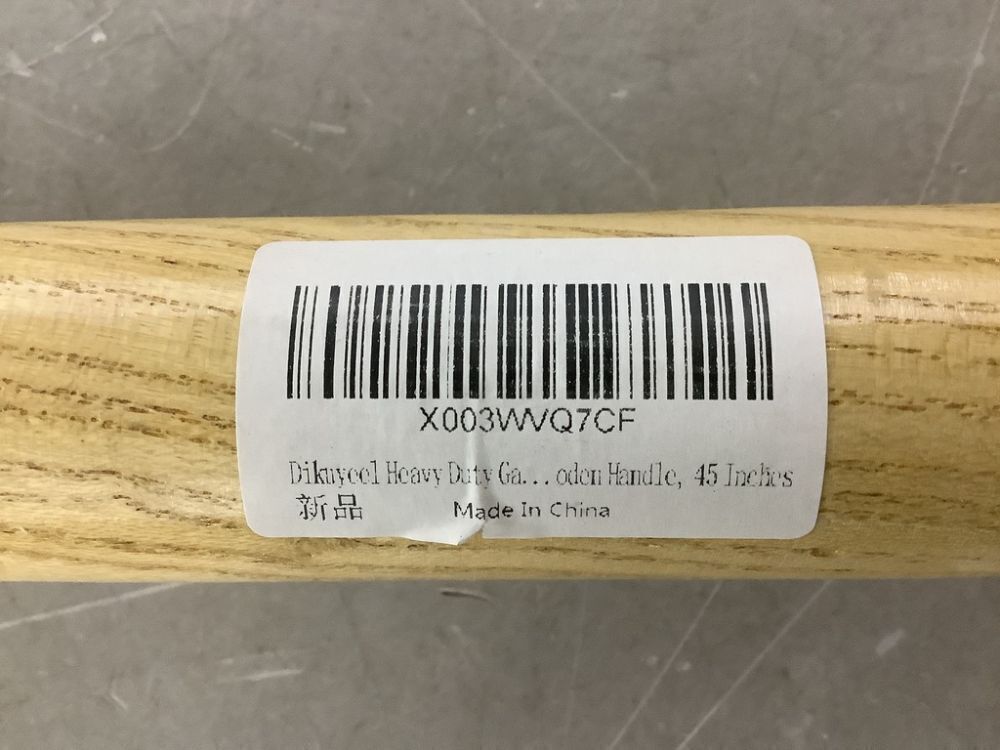 X003WVQ7CF
Dikuyeel Heavy Duty Ga...oden Handle, 45 Inches
新品
Made In China